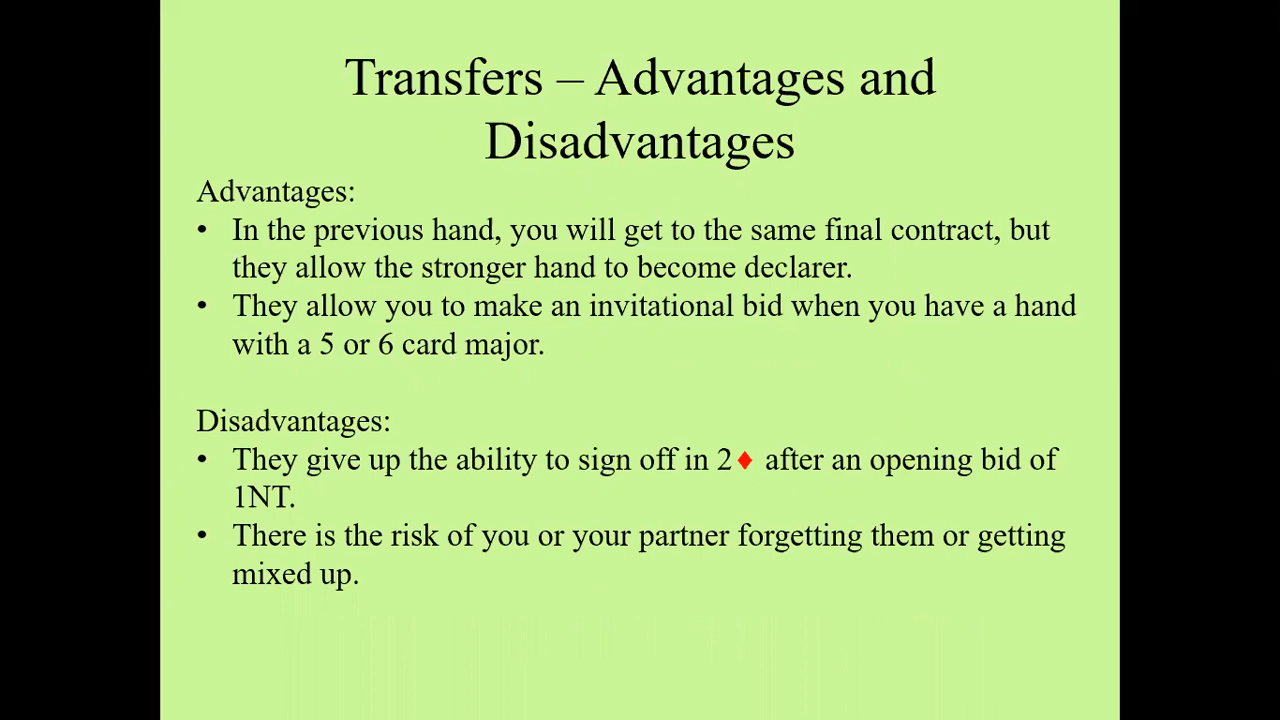 Transfers – Advantages and
Disadvantages
Advantages:
• In the previous hand, you will get to the same final contract, but
they allow the stronger hand to become declarer.
• They allow you to make an invitational bid when you have a hand
with a 5 or 6 card major.
Disadvantages:
• They give up the ability to sign off in 2♦ after an opening bid of
1NT.
• There is the risk of you or your partner forgetting them or getting
mixed up.